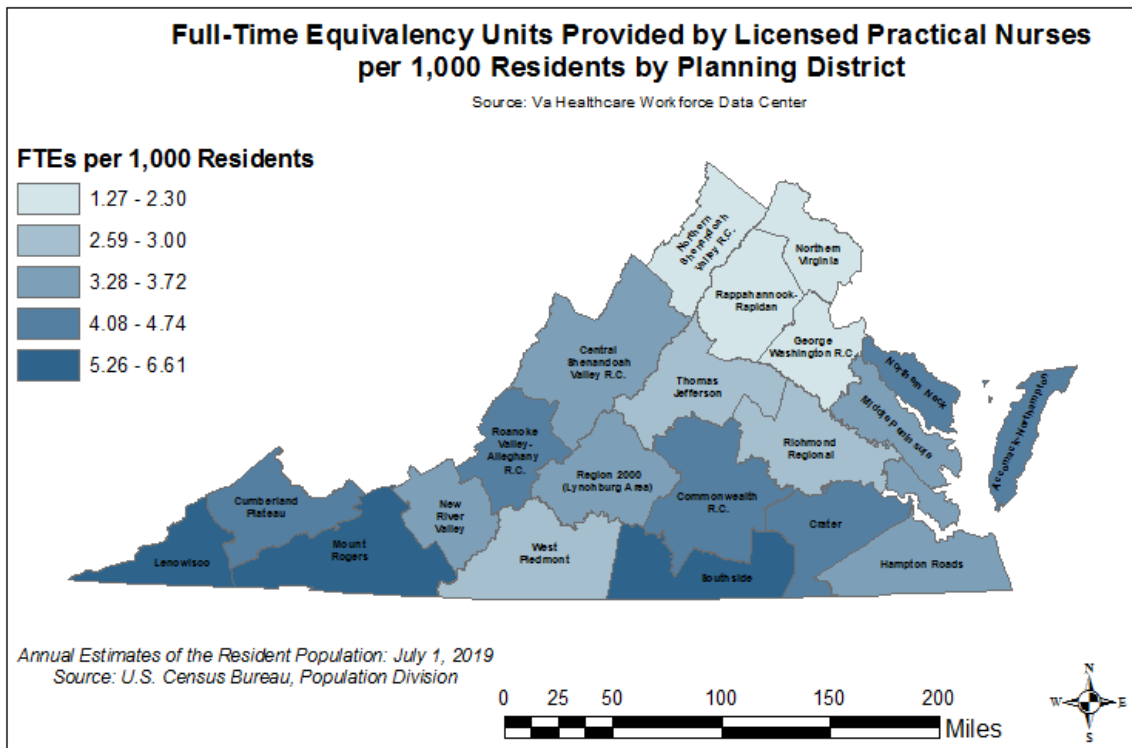 Full-Time Equivalency Units Provided by Licensed Practical Nurses
per 1,000 Residents by Planning District
Source: Va Healthcare Workforce Data Center
FTEs per 1,000 Residents
1.27 - 2.30
2.59 - 3.00
3.28 - 3.72
4.08 - 4.74
5.26 - 6.61
Northern
Shenandoah
Valley R.C.
Northern
Virginia
Rappahannock-
Rapidan
George
Washington R.C.
Central
Shenandoah
Valley R.C.
Northern Neck
Thomas
Jefferson
Middle Peninsula
Accomack-Northampton
Roanoke
Valley-
Alleghany
R.C.
Richmond
Regional
Region 2000
(Lynchburg Area)
Commonwealth
R.C.
Cumberland
Plateau
New
River
Valley
Crater
Mount
Rogers
West
Piedmont
Lenowisco
Southside
Hampton Roads
Annual Estimates of the Resident Population: July 1, 2019
Source: U.S. Census Bureau, Population Division
0 25 50 100 150 200
Miles
N
W E
S